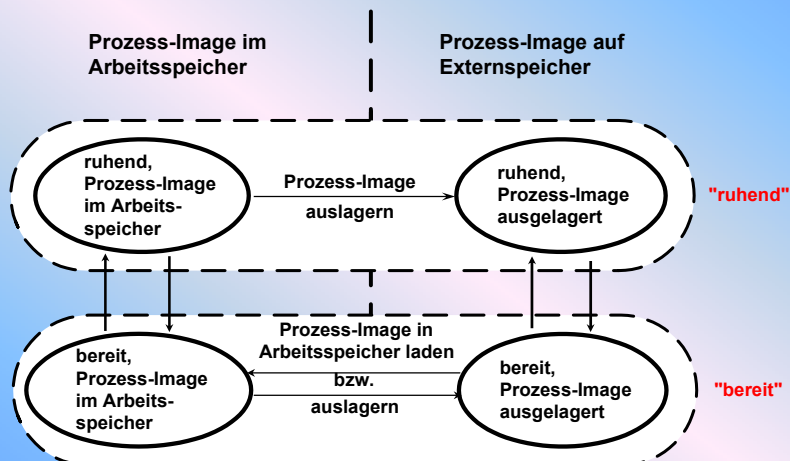 Prozess-Image im
Arbeitsspeicher
Prozess-Image auf
Externspeicher
ruhend,
Prozess-Image
im Arbeits-
speicher
Prozess-Image
auslagern
ruhend,
Prozess-Image
ausgelagert
"ruhend"
bereit,
Prozess-Image
im Arbeits-
speicher
Prozess-Image in
Arbeitsspeicher laden
bzw.
auslagern
bereit,
Prozess-Image
ausgelagert
"bereit"